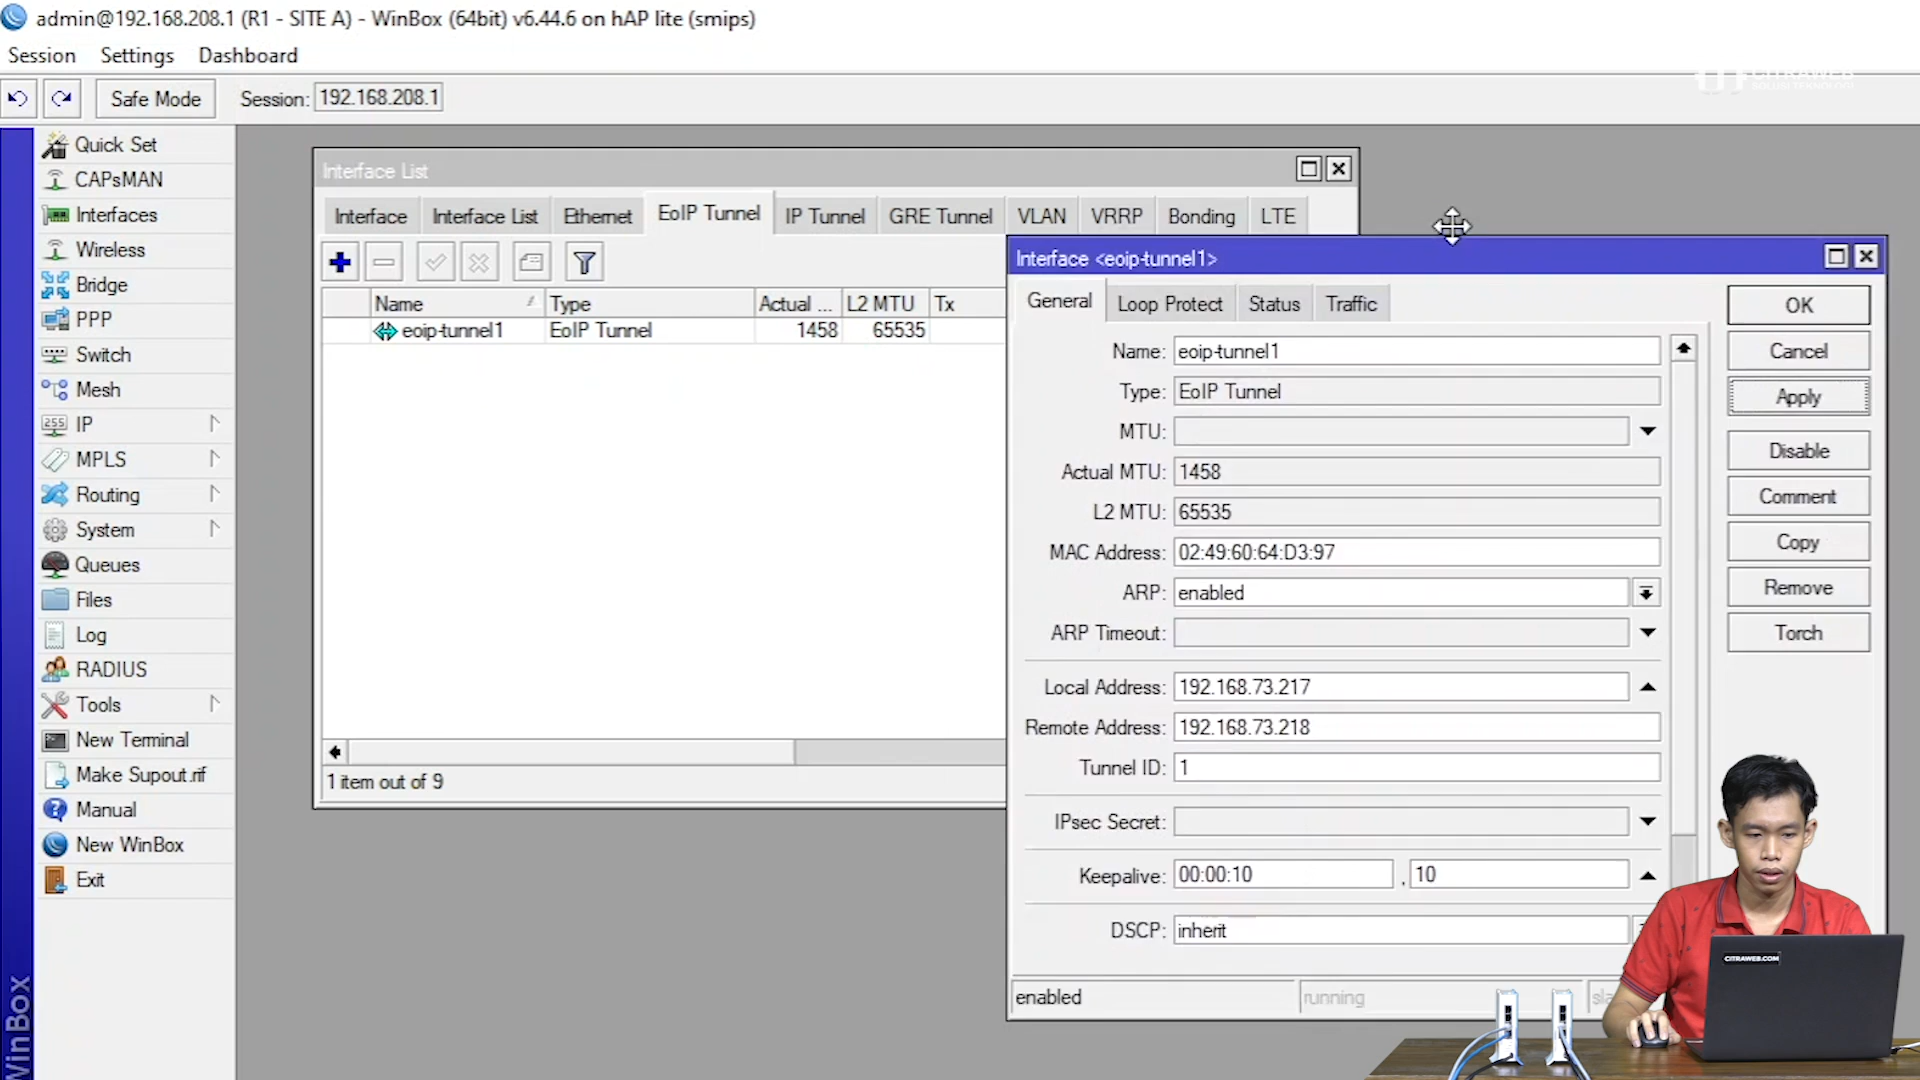 admin@192.168.208.1 (R1 - SITE A) - WinBox (64bit) v6.44.6 on hAP lite (smips)
Session Settings Dashboard
Safe Mode Session: 192.168.208.1
CITRAWEB
Quick Set
CAPsMAN
Interfaces
Wireless
Bridge
PPP
Switch
Mesh
IP
MPLS
Routing
System
Queues
Files
Log
RADIUS
Tools
New Terminal
Make Supout.rif
Manual
New WinBox
Exit
WinBox
Interface List
Interface Interface List Ethernet EoIP Tunnel IP Tunnel GRE Tunnel VLAN VRRP Bonding LTE
Name Type Actual ... L2 MTU Tx
eoip-tunnel1 EoIP Tunnel 1458 65535
1 item out of 9
Interface <eoip-tunnel1>
General Loop Protect Status Traffic
Name: eoip-tunnel1
Type: EoIP Tunnel
MTU:
Actual MTU: 1458
L2 MTU: 65535
MAC Address: 02:49:60:64:D3:97
ARP: enabled
ARP Timeout:
Local Address: 192.168.73.217
Remote Address: 192.168.73.218
Tunnel ID: 1
IPsec Secret:
Keepalive: 00:00:10 , 10
DSCP: inherit
enabled running sla
OK
Cancel
Apply
Disable
Comment
Copy
Remove
Torch
CITRAWEB.COM